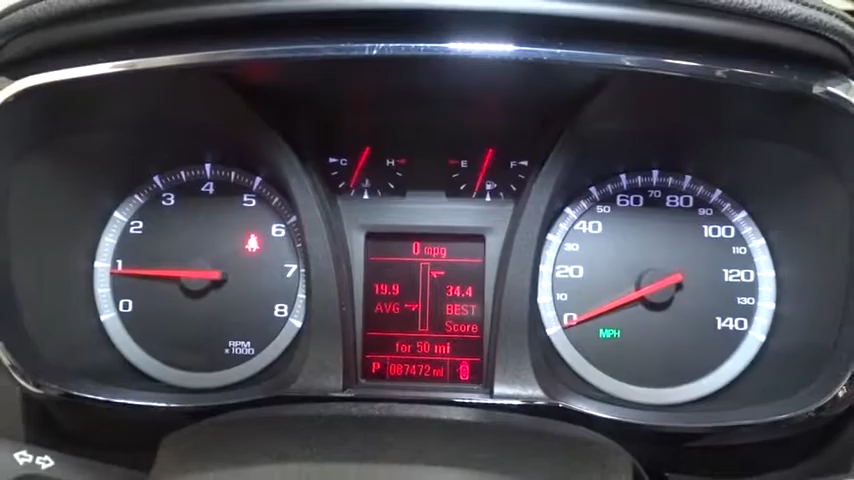 C H
E F
0 1 2 3 4 5 6 7 8
RPM
x1000
0 mpg
19.9 34.4
AVG BEST
Score
for 50 mi
P 087472mi
0 10 20 30 40 50 60 70 80 90 100 110 120 130 140
MPH